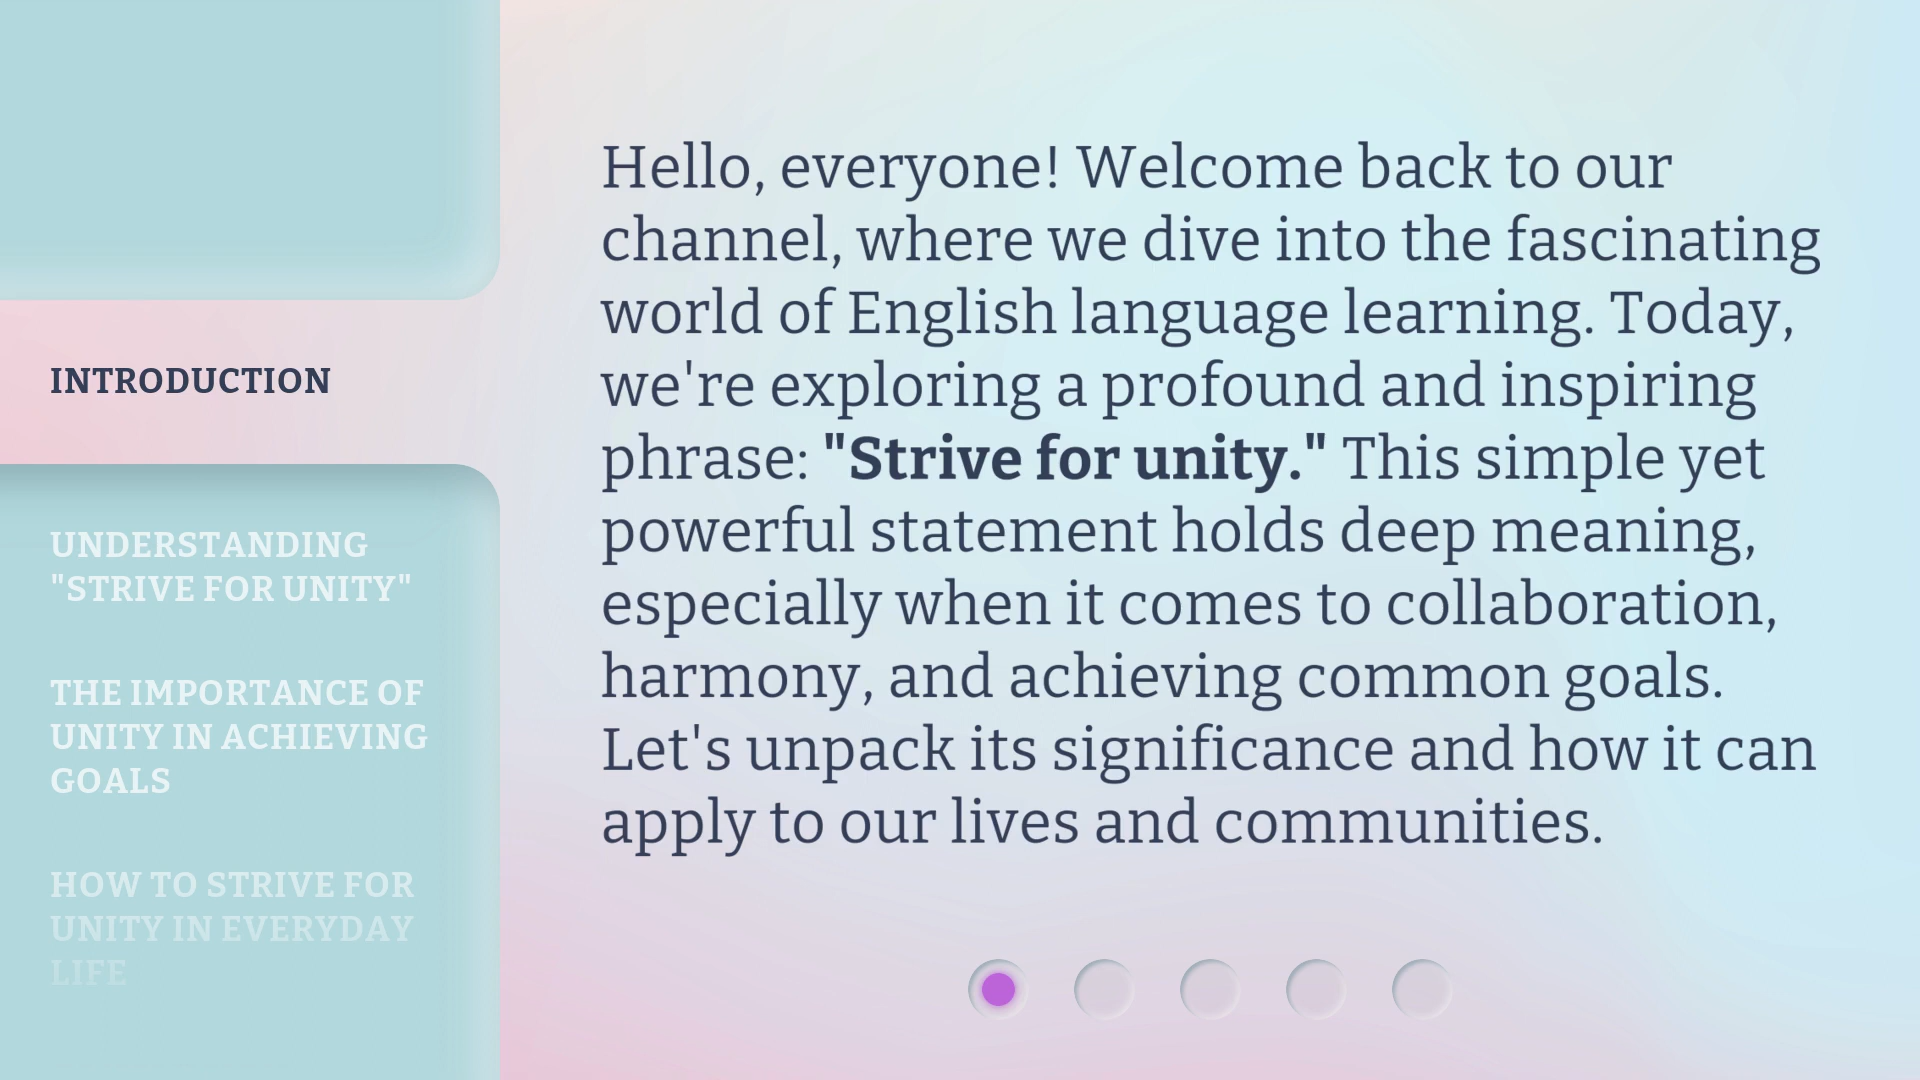 INTRODUCTION
UNDERSTANDING
"STRIVE FOR UNITY"
THE IMPORTANCE OF
UNITY IN ACHIEVING
GOALS
HOW TO STRIVE FOR
UNITY IN EVERYDAY
LIFE
Hello, everyone! Welcome back to our
channel, where we dive into the fascinating
world of English language learning. Today,
we're exploring a profound and inspiring
phrase: "Strive for unity." This simple yet
powerful statement holds deep meaning,
especially when it comes to collaboration,
harmony, and achieving common goals.
Let's unpack its significance and how it can
apply to our lives and communities.